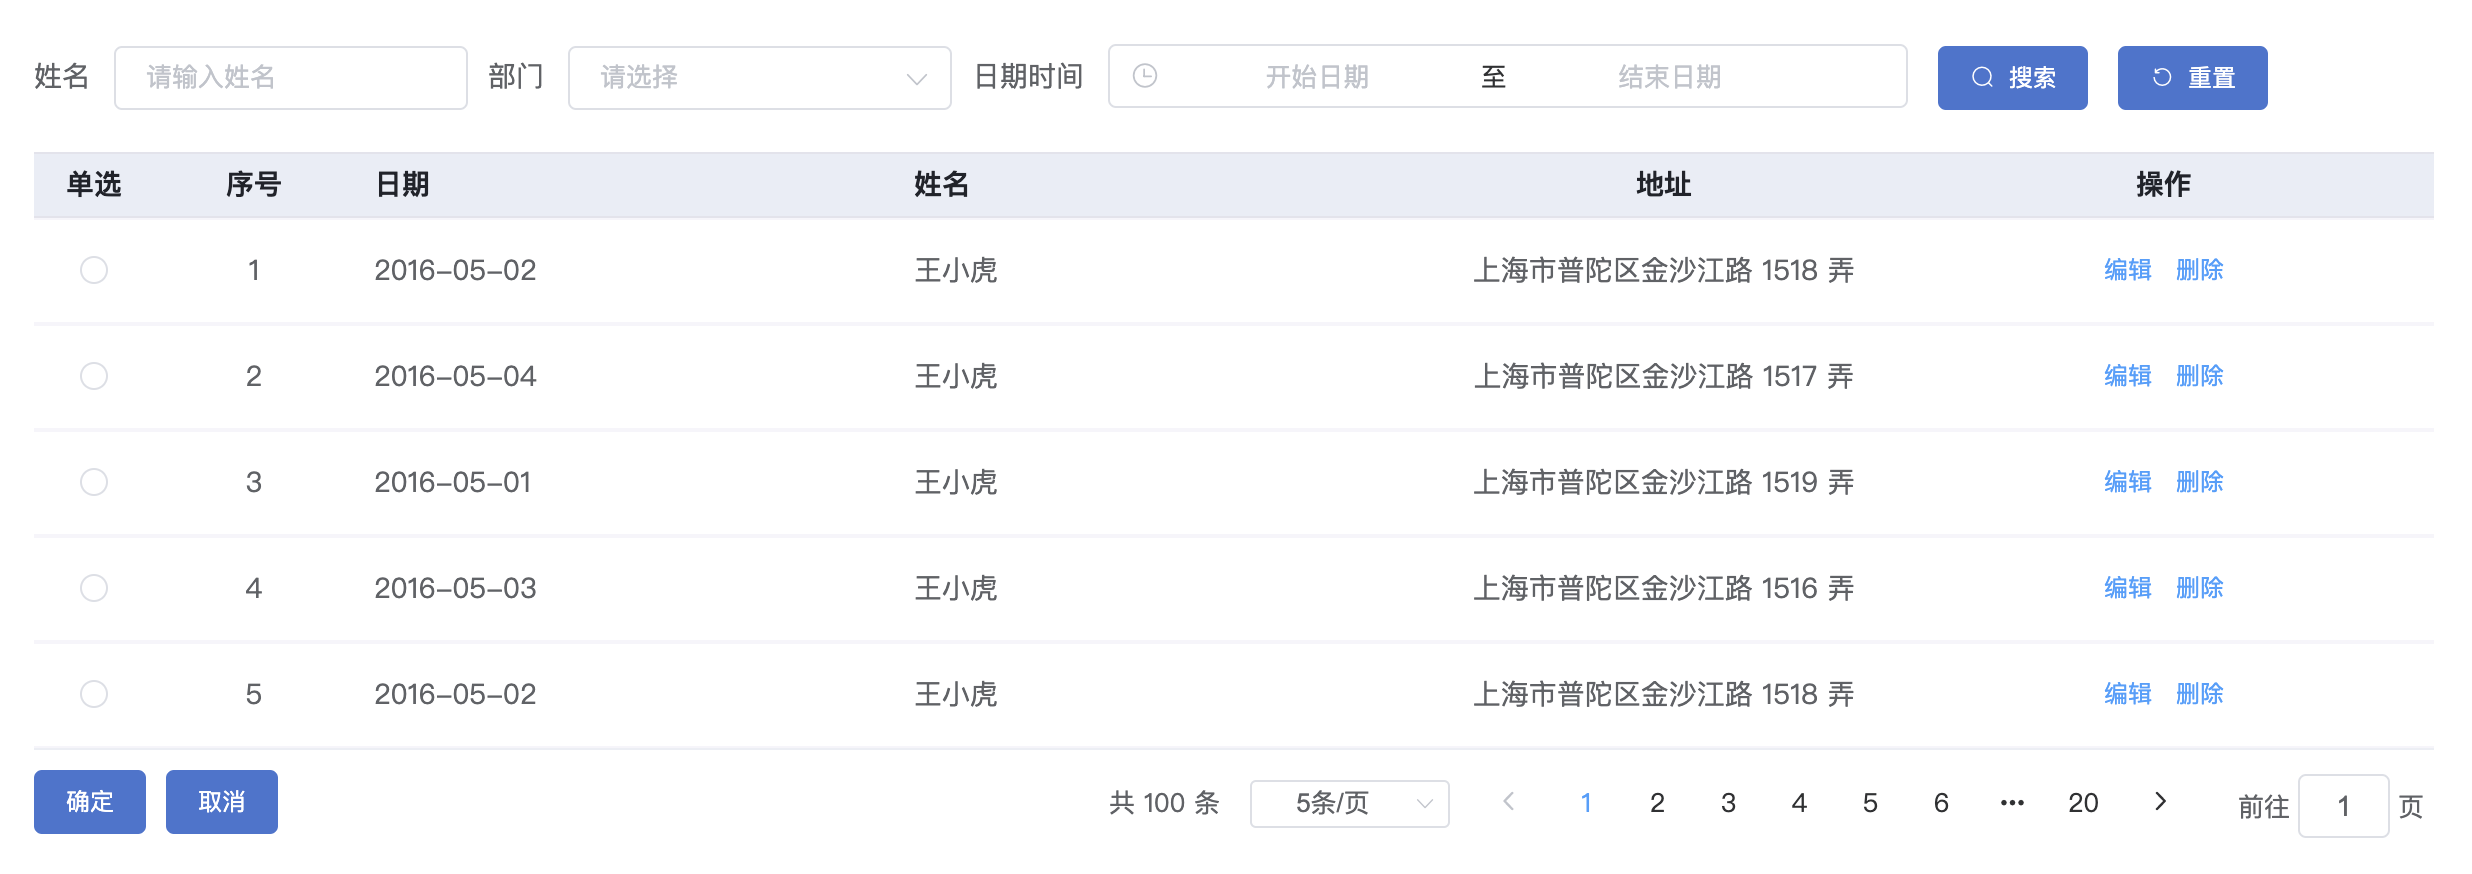 姓名 请输入姓名 部门 请选择 日期时间 开始日期 至 结束日期 搜索 重置
单选 序号 日期 姓名 地址 操作
1 2016-05-02 王小虎 上海市普陀区金沙江路 1518 弄 编辑 删除
2 2016-05-04 王小虎 上海市普陀区金沙江路 1517 弄 编辑 删除
3 2016-05-01 王小虎 上海市普陀区金沙江路 1519 弄 编辑 删除
4 2016-05-03 王小虎 上海市普陀区金沙江路 1516 弄 编辑 删除
5 2016-05-02 王小虎 上海市普陀区金沙江路 1518 弄 编辑 删除
确定 取消 共 100 条 5条/页 1 2 3 4 5 6 ••• 20 前往 1 页